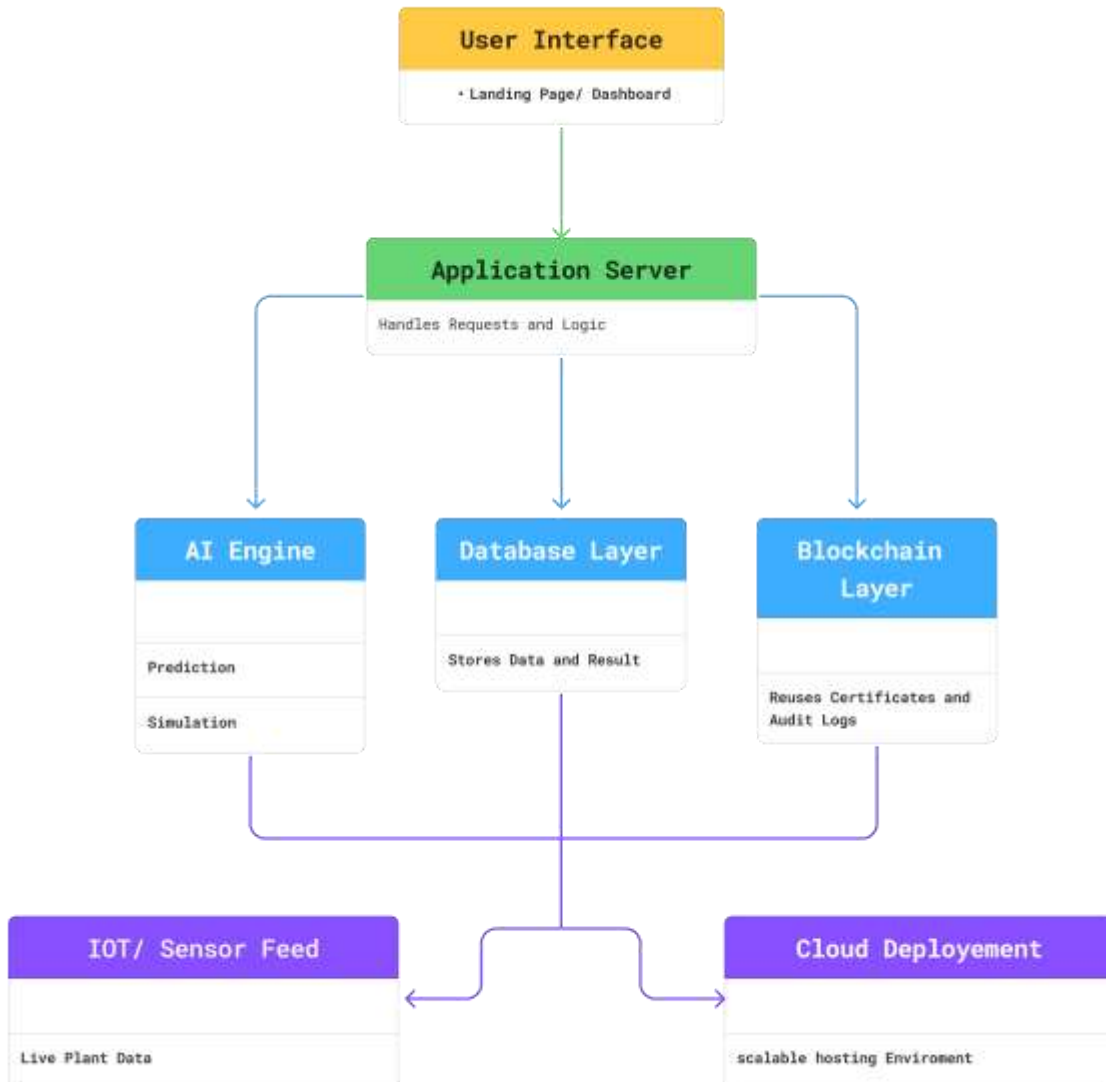 User Interface
• Landing Page/ Dashboard
Application Server
Handles Requests and Logic
AI Engine
Prediction
Simulation
Database Layer
Stores Data and Result
Blockchain
Layer
Reuses Certificates and
Audit Logs
IOT/ Sensor Feed
Live Plant Data
Cloud Deployement
scalable hosting Enviroment